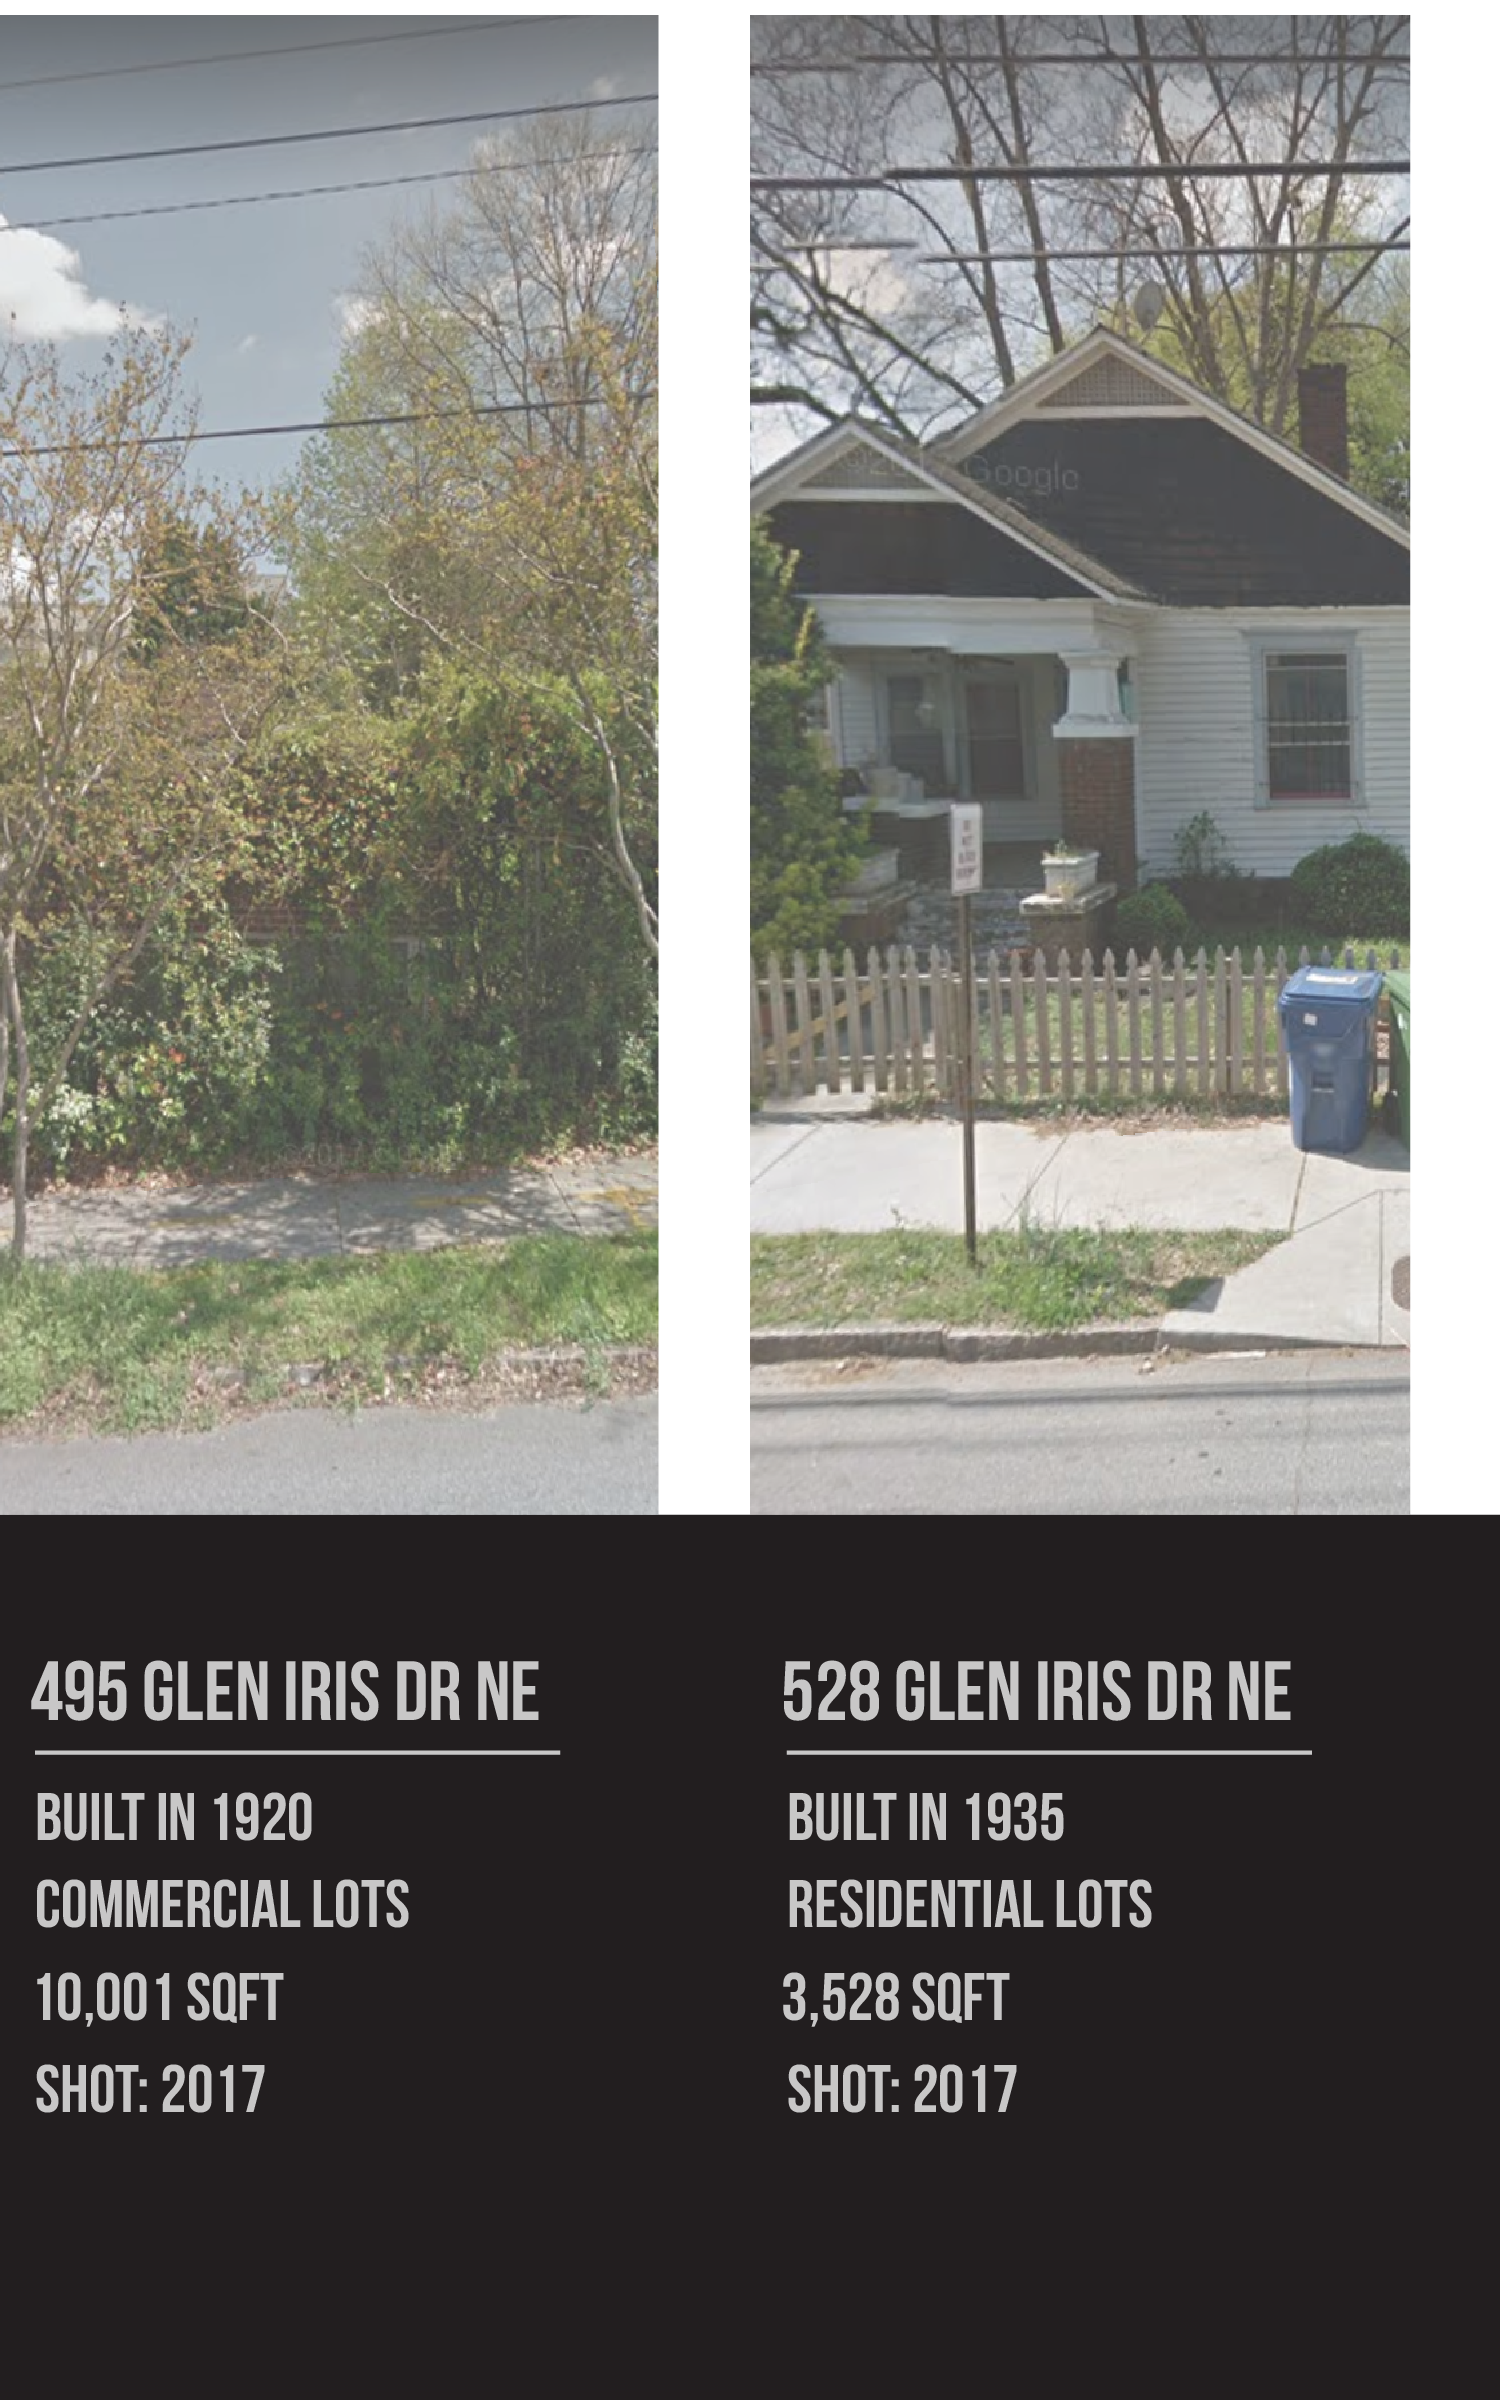 Google
495 GLEN IRIS DR NE
BUILT IN 1920
COMMERCIAL LOTS
10,001 SQFT
SHOT: 2017
528 GLEN IRIS DR NE
BUILT IN 1935
RESIDENTIAL LOTS
3,528 SQFT
SHOT: 2017